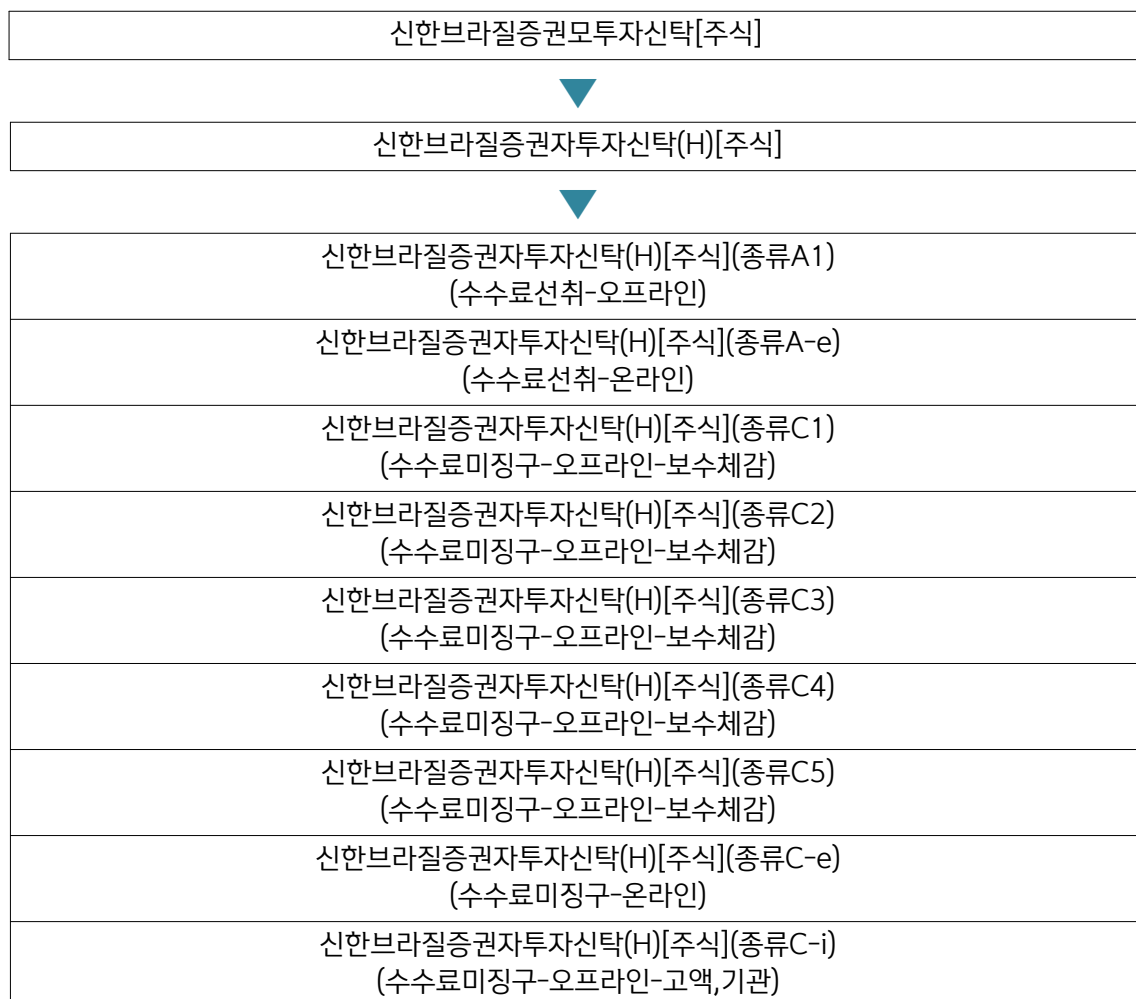 신한브라질증권모투자신탁[주식]
신한브라질증권자투자신탁(H)[주식]
신한브라질증권자투자신탁(H)[주식](종류A1)
(수수료선취-오프라인)
신한브라질증권자투자신탁(H)[주식](종류A-e)
(수수료선취-온라인)
신한브라질증권자투자신탁(H)[주식](종류C1)
(수수료미징구-오프라인-보수체감)
신한브라질증권자투자신탁(H)[주식](종류C2)
(수수료미징구-오프라인-보수체감)
신한브라질증권자투자신탁(H)[주식](종류C3)
(수수료미징구-오프라인-보수체감)
신한브라질증권자투자신탁(H)[주식](종류C4)
(수수료미징구-오프라인-보수체감)
신한브라질증권자투자신탁(H)[주식](종류C5)
(수수료미징구-오프라인-보수체감)
신한브라질증권자투자신탁(H)[주식](종류C-e)
(수수료미징구-온라인)
신한브라질증권자투자신탁(H)[주식](종류C-i)
(수수료미징구-오프라인-고액,기관)